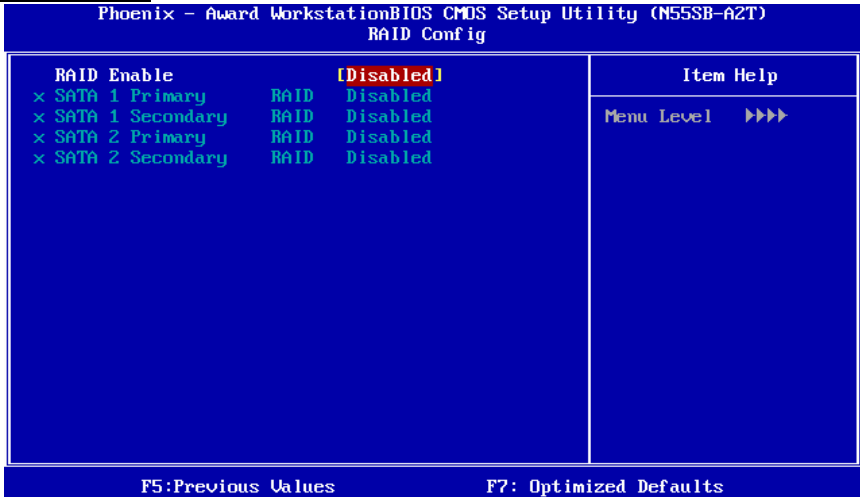 Phoenix - Award WorkstationBIOS CMOS Setup Utility (N55SB-A2T)
RAID Config
RAID Enable [Disabled]
x SATA 1 Primary RAID Disabled
x SATA 1 Secondary RAID Disabled
x SATA 2 Primary RAID Disabled
x SATA 2 Secondary RAID Disabled
Item Help
Menu Level ►►►►
F5:Previous Values F7: Optimized Defaults